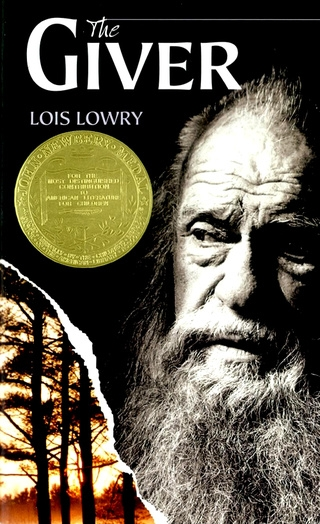 The
GIVER
LOIS LOWRY
FOR THE
MOST DISTINGUISHED
CONTRIBUTION
TO
AMERICAN LITERATURE
FOR CHILDREN